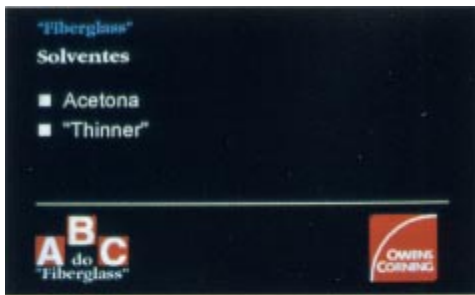 "Fiberglass"
Solventes
Acetona
"Thinner"
A B C
do
"Fiberglass"
OWENS
CORNING